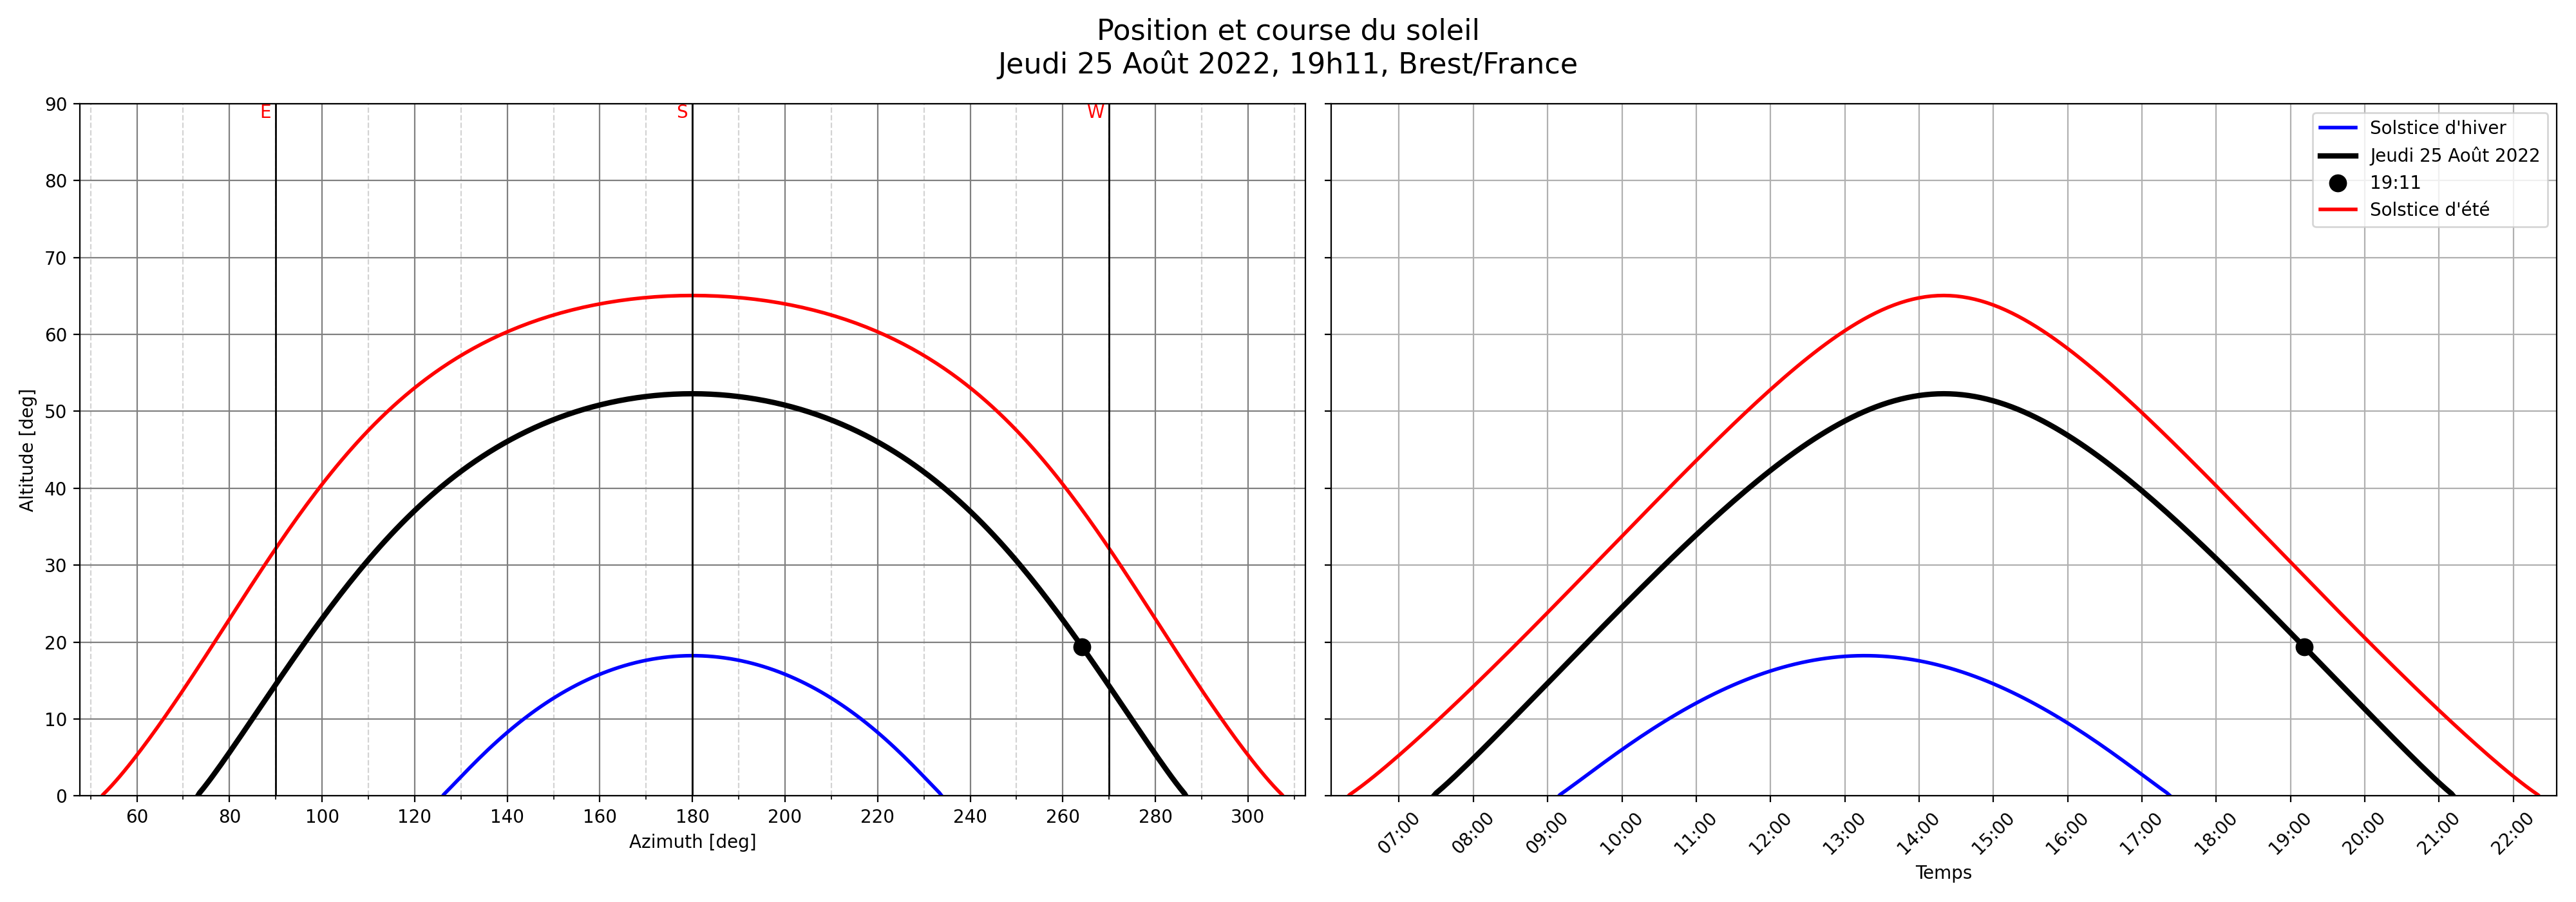 Position et course du soleil
Jeudi 25 Août 2022, 19h11, Brest/France
E
S
W
90
80
70
60
50
40
30
20
10
0
Altitude [deg]
60 80 100 120 140 160 180 200 220 240 260 280 300
Azimuth [deg]
Solstice d'hiver
Jeudi 25 Août 2022
19:11
Solstice d'été
07:00 08:00 09:00 10:00 11:00 12:00 13:00 14:00 15:00 16:00 17:00 18:00 19:00 20:00 21:00 22:00
Temps